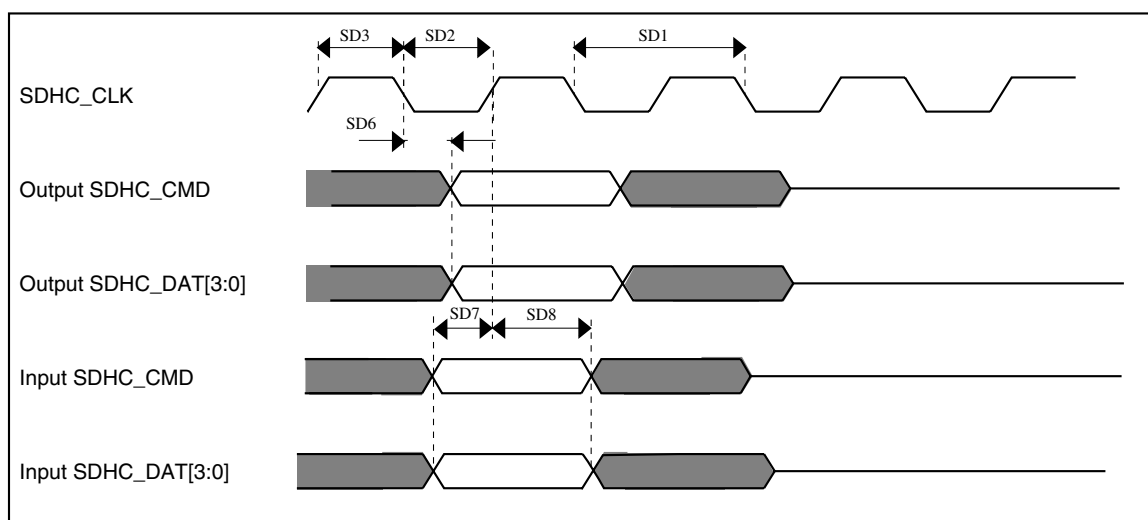 SD3 SD2 SD1
SDHC_CLK
SD6
Output SDHC_CMD
Output SDHC_DAT[3:0]
SD7 SD8
Input SDHC_CMD
Input SDHC_DAT[3:0]